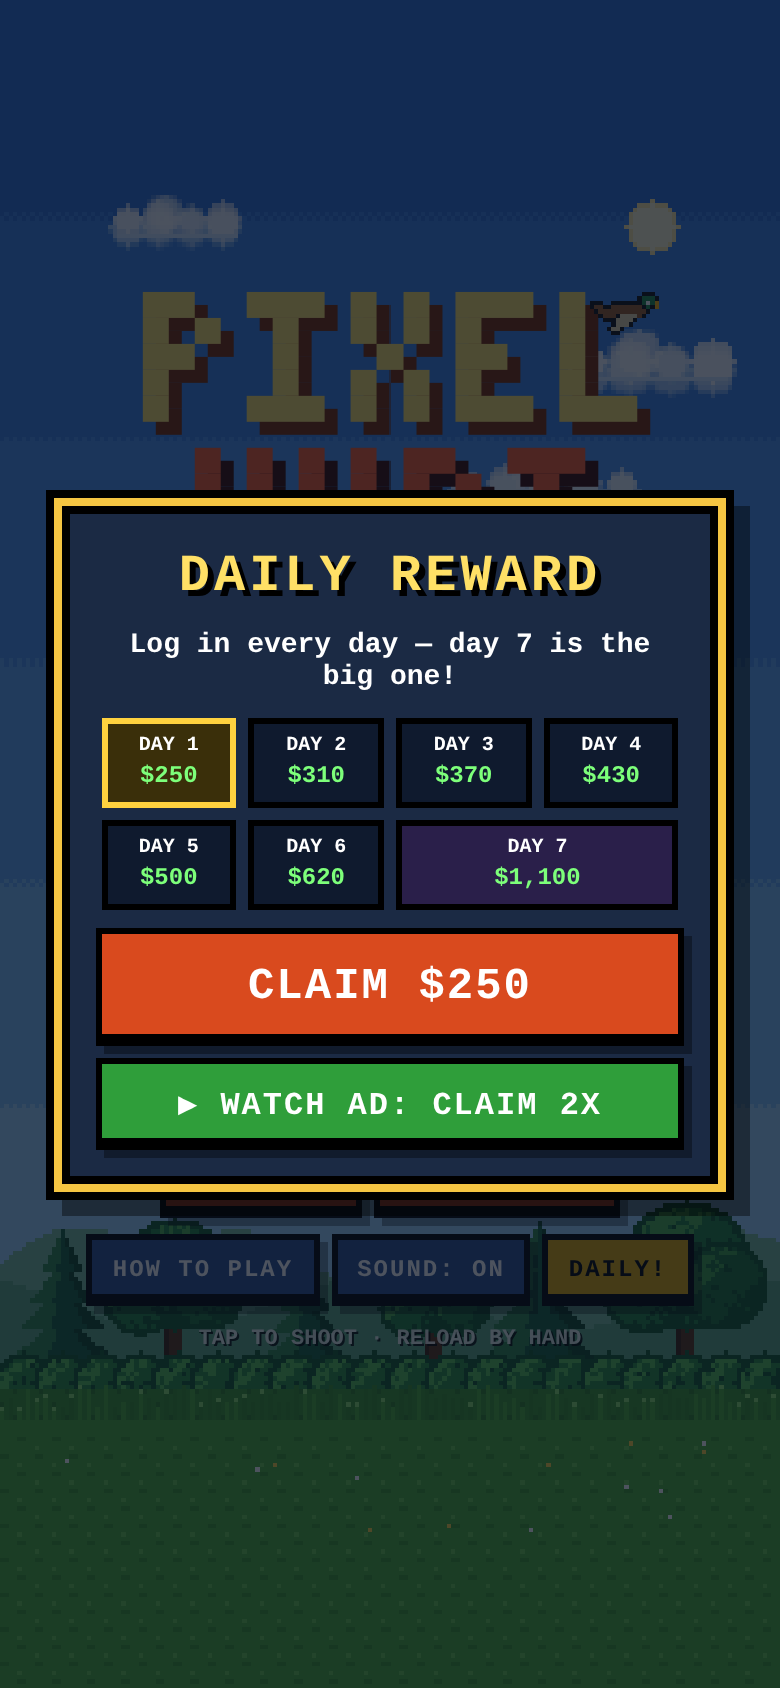 PIXEL
DAILY REWARD
Log in every day — day 7 is the
big one!
DAY 1
$250
DAY 2
$310
DAY 3
$370
DAY 4
$430
DAY 5
$500
DAY 6
$620
DAY 7
$1,100
CLAIM $250
▶ WATCH AD: CLAIM 2X
HOW TO PLAY
SOUND: ON
DAILY!
TAP TO SHOOT · RELOAD BY HAND